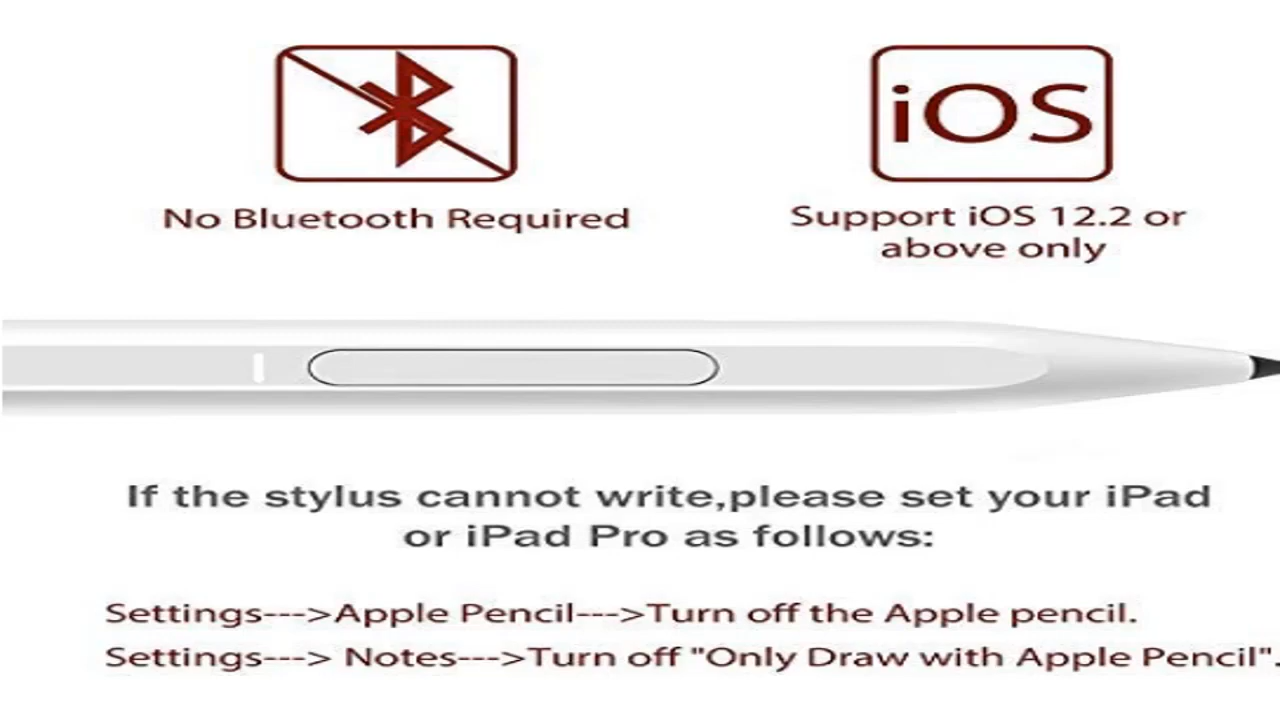 iOS
No Bluetooth Required
Support iOS 12.2 or
above only
If the stylus cannot write,please set your iPad
or iPad Pro as follows:
Settings--->Apple Pencil--->Turn off the Apple pencil.
Settings---> Notes--->Turn off "Only Draw with Apple Pencil".